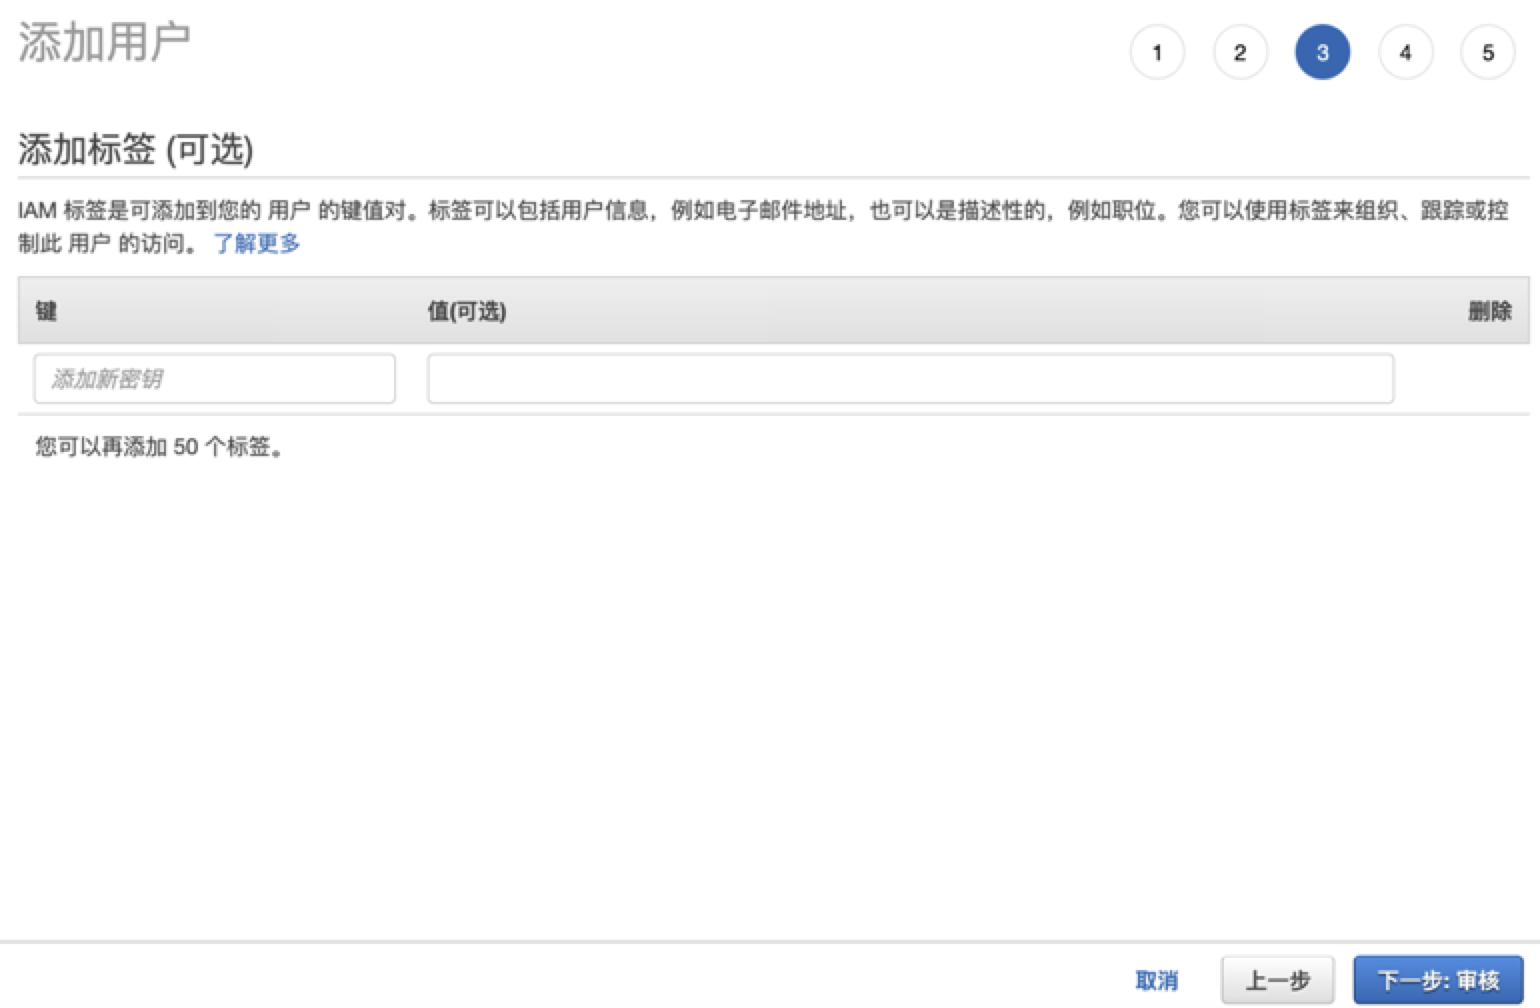 添加用户
1 2 3 4 5
添加标签 (可选)
IAM 标签是可添加到您的 用户 的键值对。标签可以包括用户信息，例如电子邮件地址，也可以是描述性的，例如职位。您可以使用标签来组织、跟踪或控
制此 用户 的访问。 了解更多
键 值(可选) 删除
添加新密钥
您可以再添加 50 个标签。
取消 上一步 下一步: 审核